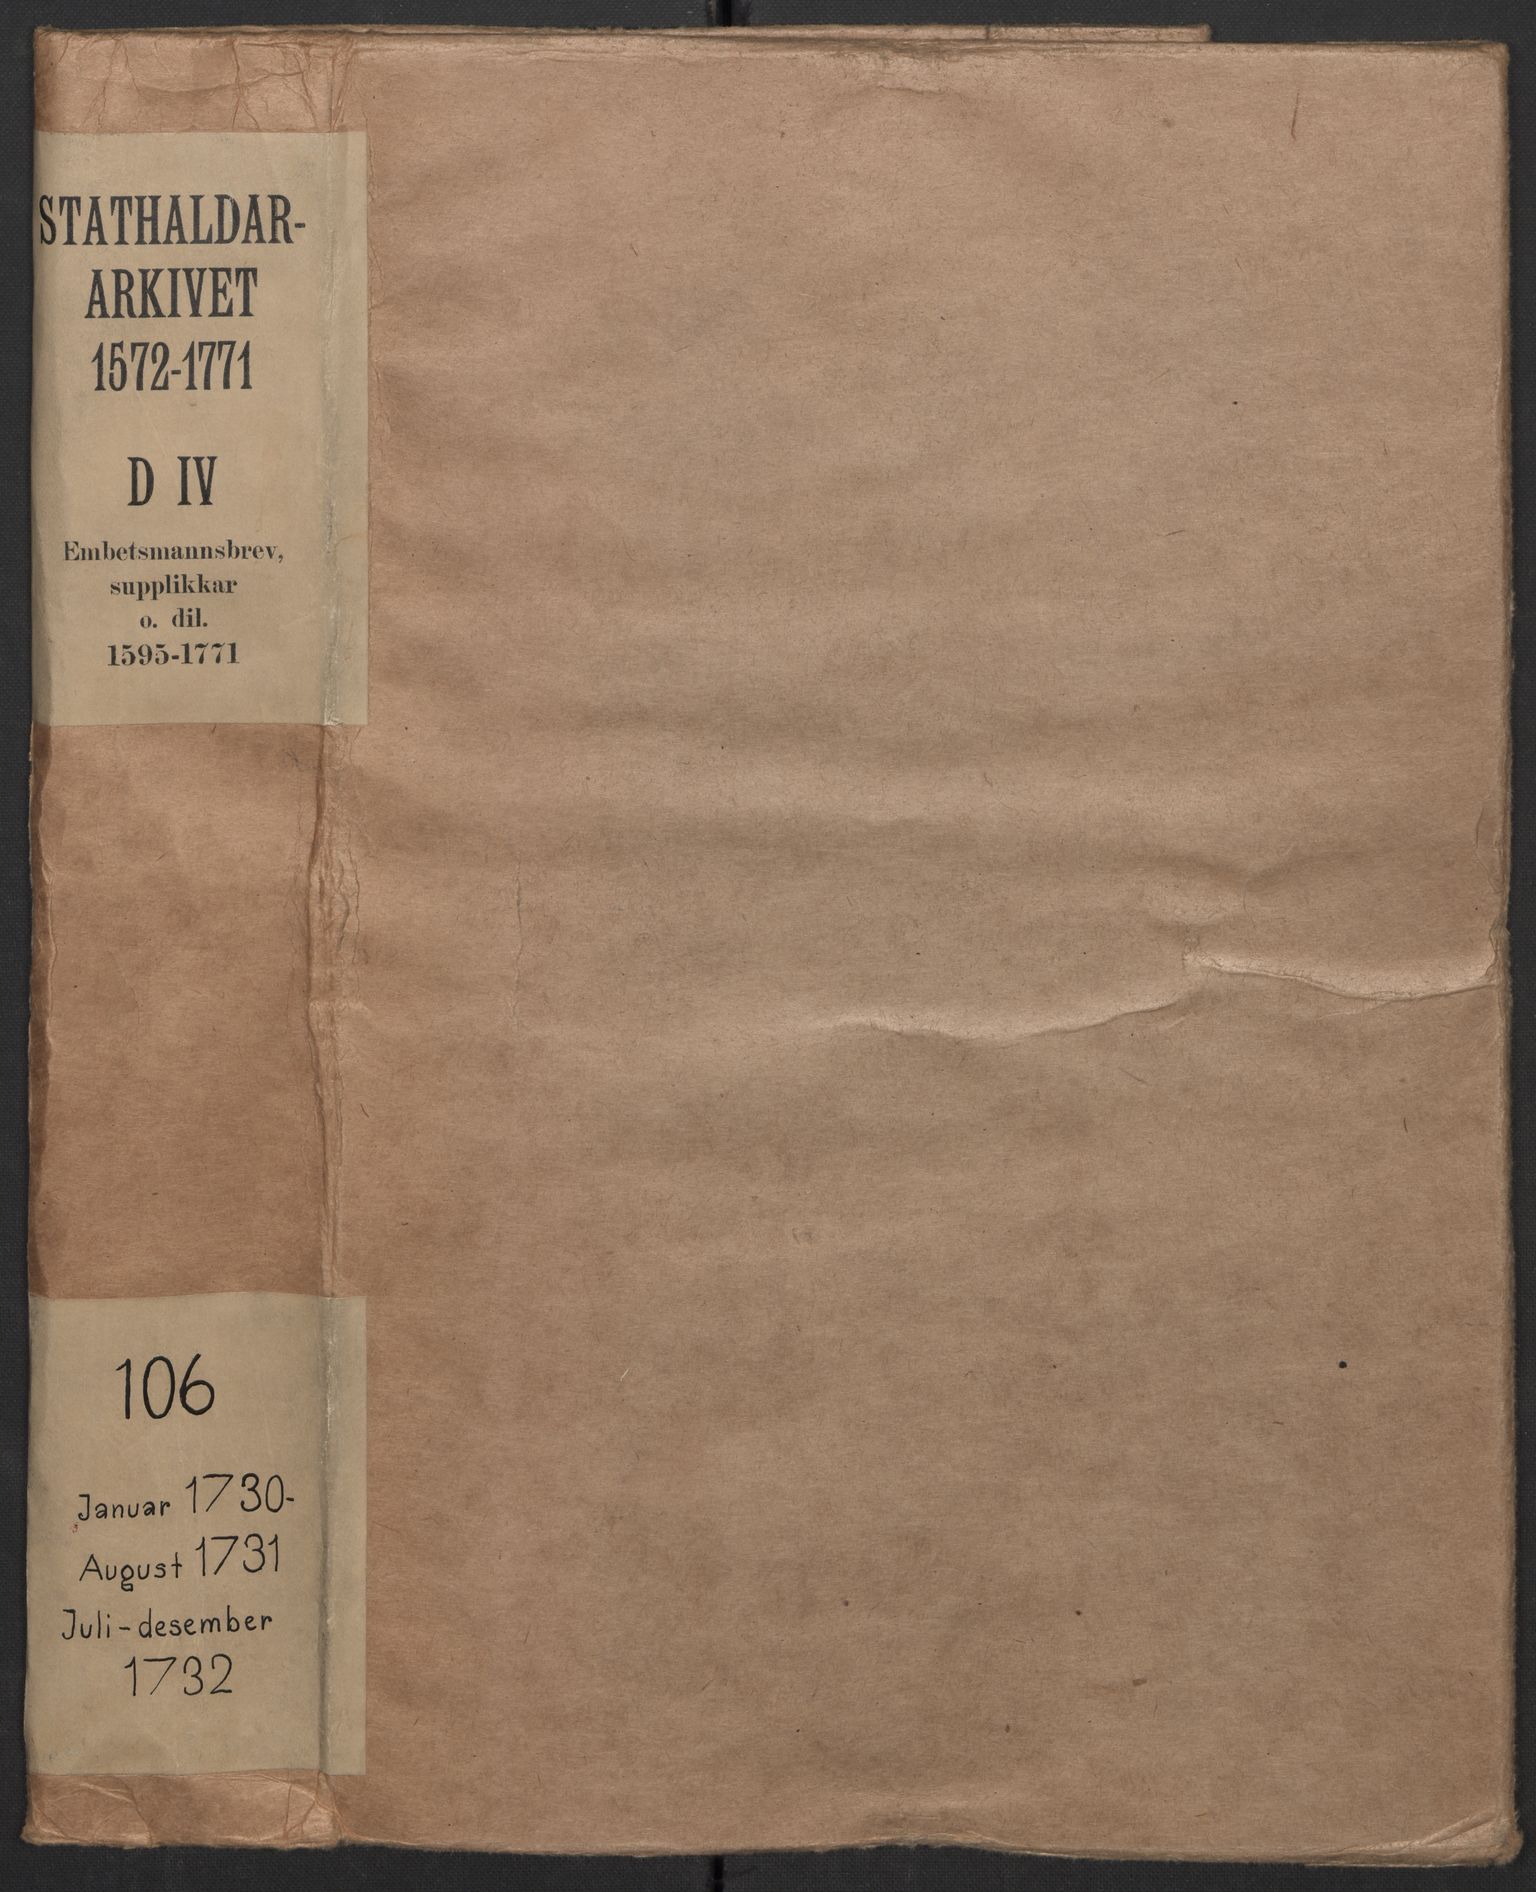 STATHALDAR-
ARKIVET
1572-1771
D IV
Embetsmannsbrev,
supplikkar
o. dil.
1595-1771
106
Januar 1730-
August 1731
Juli-desember
1732